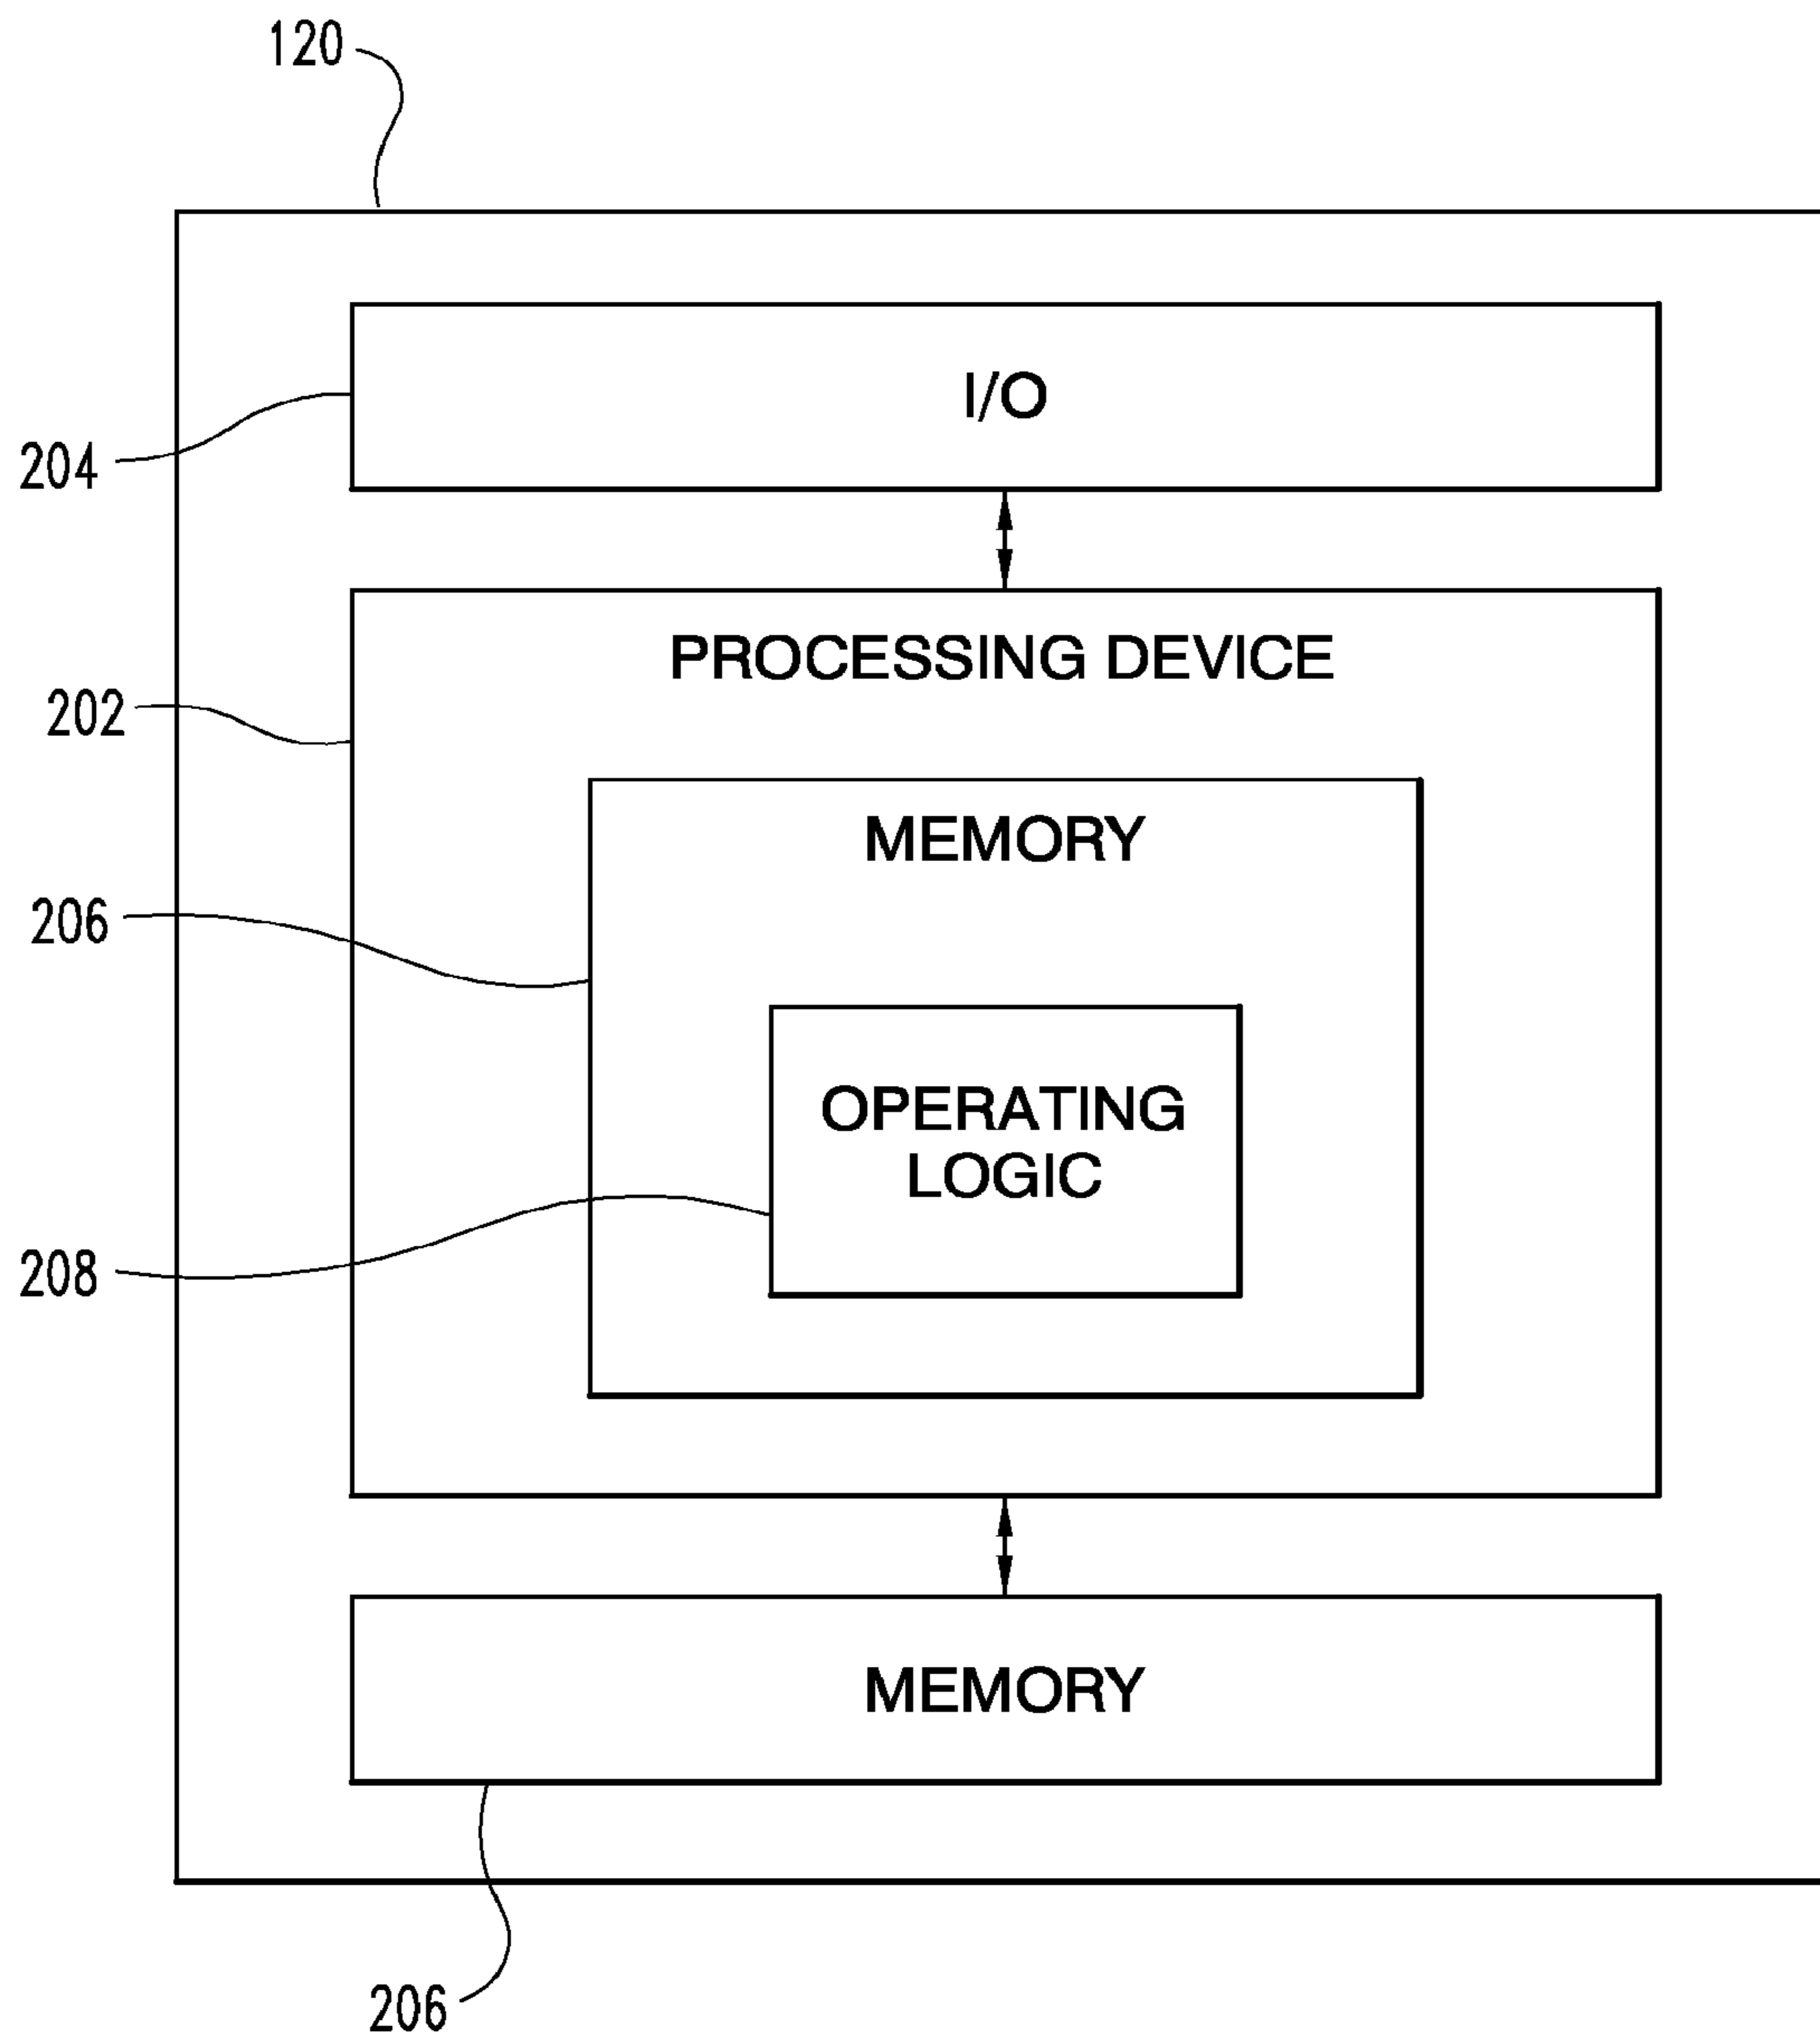 120
I/O
204
PROCESSING DEVICE
202
MEMORY
206
OPERATING
LOGIC
208
MEMORY
206